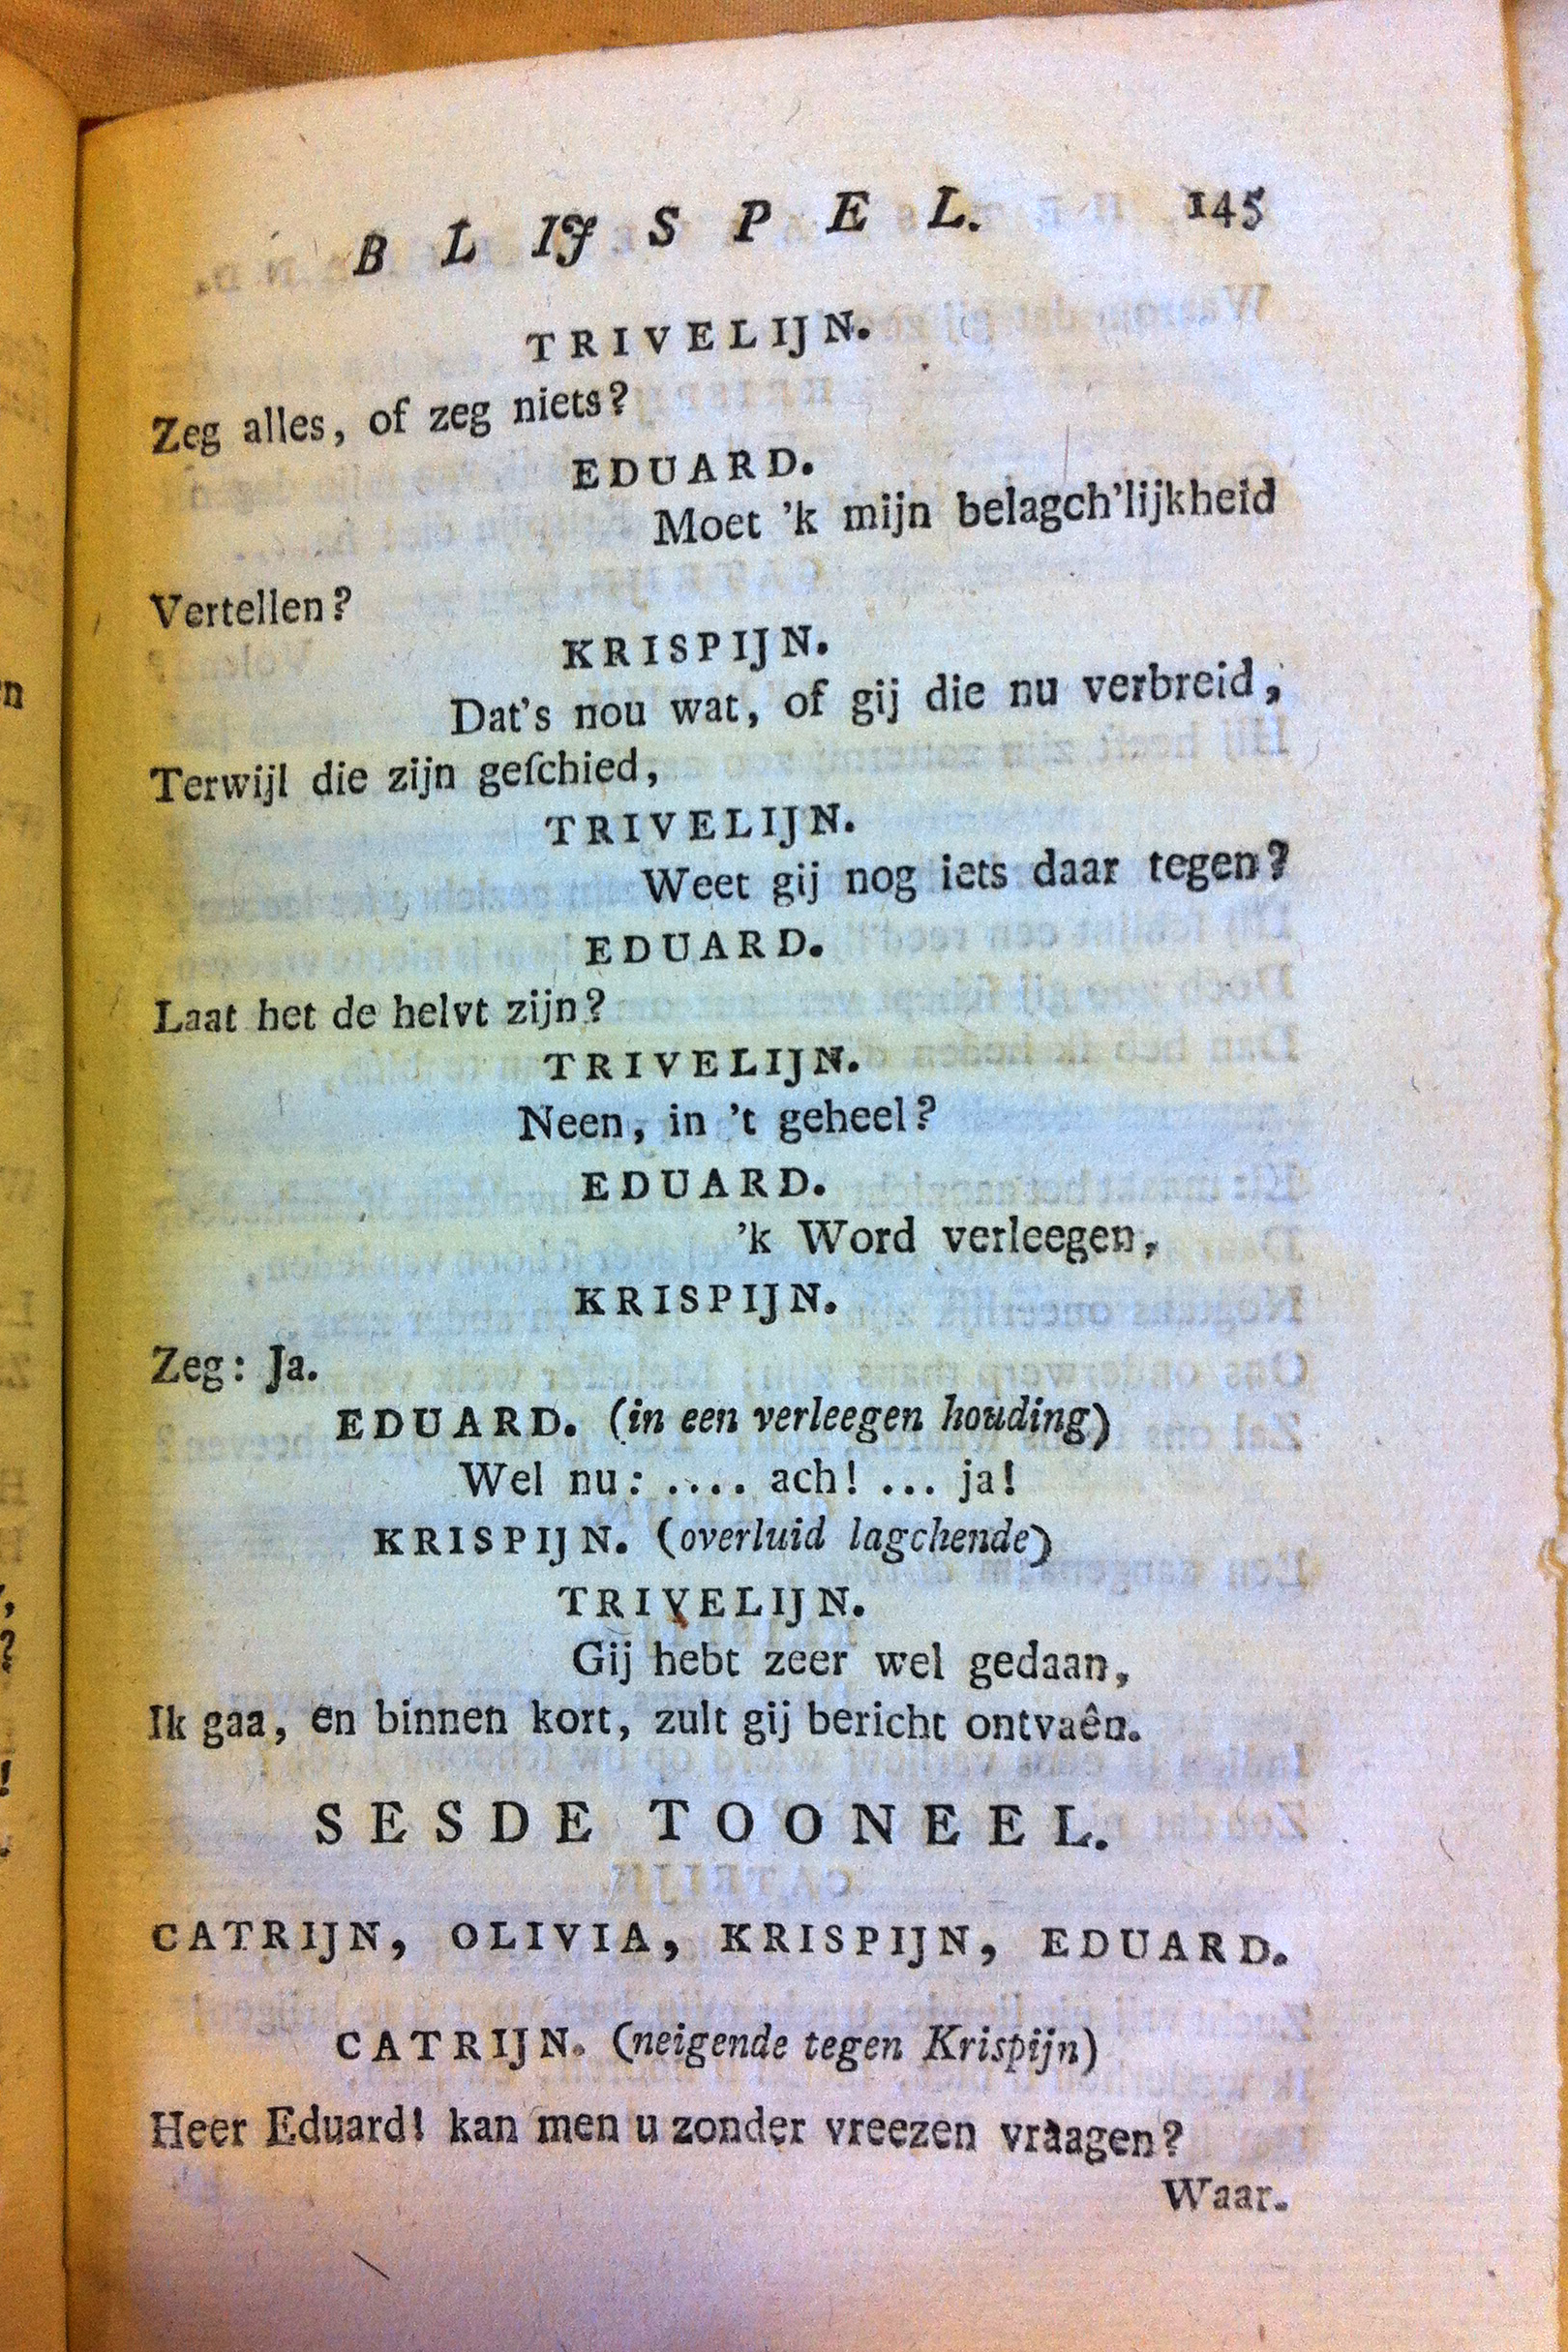 BLIJSPEL. 145
TRIVELIJN.
Zeg alles, of zeg niets?
EDUARD.
Moet 'k mijn belagch'lijkheid
Vertellen?
KRISPIJN.
Dat's nou wat, of gij die nu verbreid,
Terwijl die zijn geſchied,
TRIVELIJN.
Weet gij nog iets daar tegen?
EDUARD.
Laat het de helvt zijn?
TRIVELIJN.
Neen, in 't geheel?
EDUARD.
'k Word verleegen,
KRISPIJN.
Zeg: Ja.
EDUARD. (in een verleegen houding)
Wel nu: .... ach! ... ja!
KRISPIJN. (overluid lagchende)
TRIVELIJN.
Gij hebt zeer wel gedaan,
Ik gaa, en binnen kort, zult gij bericht ontvaên.
SESDE TOONEEL.
CATRIJN, OLIVIA, KRISPIJN, EDUARD.
CATRIJN. (neigende tegen Krispijn)
Heer Eduard! kan men u zonder vreezen vraagen?
Waar.